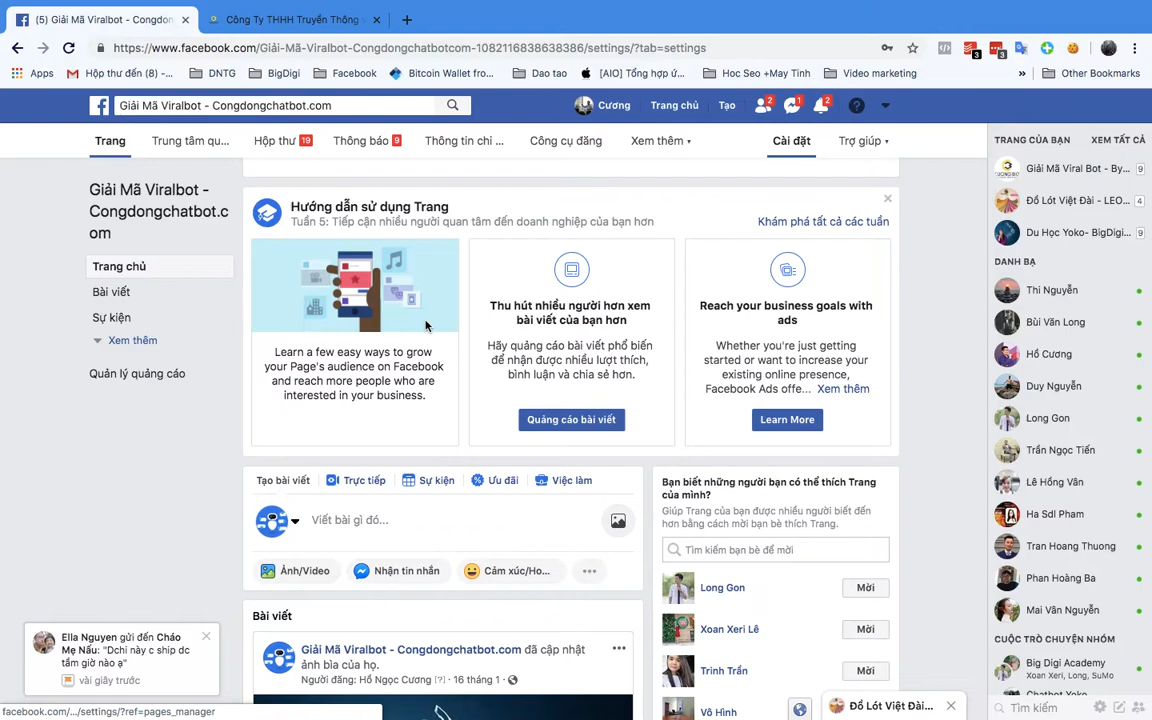 (5) Giải Mã Viralbot - Congdon
Công Ty THHH Truyền Thông
https://www.facebook.com/Giải-Mã-Viralbot-Congdongchatbotcom-1082116838638386/settings/?tab=settings
3
3
Apps
Hộp thư đến (8) -...
DNTG
BigDigi
Facebook
Bitcoin Wallet fro...
Dao tao
[AIO] Tổng hợp ứ...
Hoc Seo +May Tinh
Video marketing
»
Other Bookmarks
Giải Mã Viralbot - Congdongchatbot.com
Cương
Trang chủ
Tạo
2
1
2
Trang
Trung tâm qu...
Hộp thư 19
Thông báo 9
Thông tin chi ...
Công cụ đăng
Xem thêm
Cài đặt
Trợ giúp
TRANG CỦA BẠN
XEM TẤT CẢ
Giải Mã Viral Bot - By... 9
Đồ Lót Việt Đài - LEO... 4
Du Học Yoko- BigDigi... 9
DANH BẠ
Thi Nguyễn
Bùi Văn Long
Hồ Cương
Duy Nguyễn
Long Gon
Trần Ngọc Tiến
Lê Hồng Vân
Ha Sdl Pham
Tran Hoang Thuong
Phan Hoàng Ba
Mai Vân Nguyễn
CUỘC TRÒ CHUYỆN NHÓM
Big Digi Academy
Xoan Xeri, Long, SuMo
Chatbot Yoko
Tìm kiếm
Giải Mã Viralbot -
Congdongchatbot.c
om
Trang chủ
Bài viết
Sự kiện
Xem thêm
Quản lý quảng cáo
Hướng dẫn sử dụng Trang
Tuần 5: Tiếp cận nhiều người quan tâm đến doanh nghiệp của bạn hơn
Khám phá tất cả các tuần
Learn a few easy ways to grow
your Page's audience on Facebook
and reach more people who are
interested in your business.
Thu hút nhiều người hơn xem
bài viết của bạn hơn
Hãy quảng cáo bài viết phổ biến
để nhận được nhiều lượt thích,
bình luận và chia sẻ hơn.
Quảng cáo bài viết
Reach your business goals with
ads
Whether you're just getting
started or want to increase your
existing online presence,
Facebook Ads offe... Xem thêm
Learn More
Tạo bài viết
Trực tiếp
Sự kiện
Ưu đãi
Việc làm
Viết bài gì đó...
Ảnh/Video
Nhận tin nhắn
Cảm xúc/Ho...
Bài viết
Giải Mã Viralbot - Congdongchatbot.com đã cập nhật
ảnh bìa của họ.
Người đăng: Hồ Ngọc Cương [?] · 16 tháng 1 ·
Bạn biết những người bạn có thể thích Trang
của mình?
Giúp Trang của bạn được nhiều người biết đến
hơn bằng cách mời bạn bè thích Trang.
Tìm kiếm bạn bè để mời
Long Gon
Mời
Xoan Xeri Lê
Mời
Trinh Trần
Mời
Vô Hình
Đồ Lót Việt Đài...
Ella Nguyen gửi đến Cháo
Mẹ Nấu: "Dchi này c ship dc
tầm giờ nào ạ"
vài giây trước
facebook.com/.../settings/?ref=pages_manager